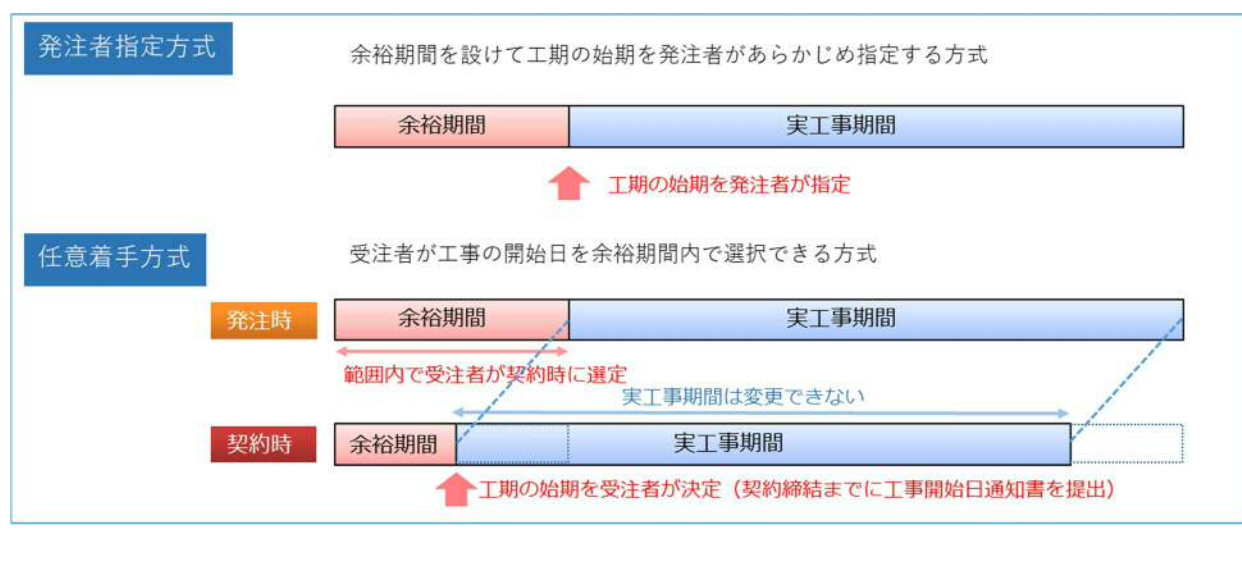 発注者指定方式
余裕期間を設けて工期の始期を発注者があらかじめ指定する方式
余裕期間
実工事期間
工期の始期を発注者が指定
任意着手方式
受注者が工事の開始日を余裕期間内で選択できる方式
発注時
余裕期間
実工事期間
範囲内で受注者が契約時に選定
実工事期間は変更できない
契約時
余裕期間
実工事期間
工期の始期を受注者が決定（契約締結までに工事開始日通知書を提出）